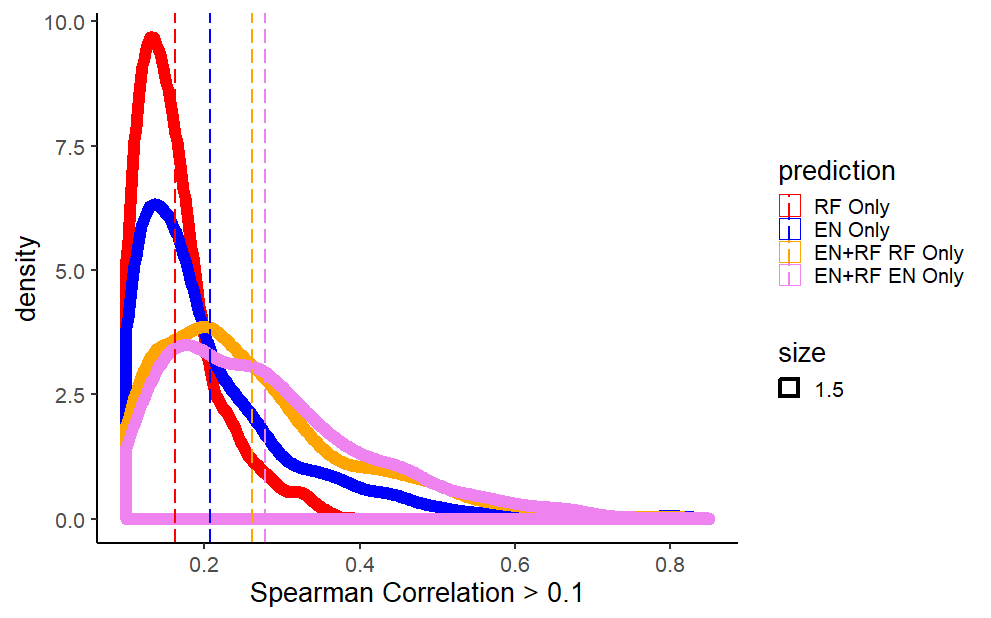 10.0
7.5
5.0
2.5
0.0
density
0.2
0.4
0.6
0.8
Spearman Correlation > 0.1
prediction
RF Only
EN Only
EN+RF RF Only
EN+RF EN Only
size
1.5